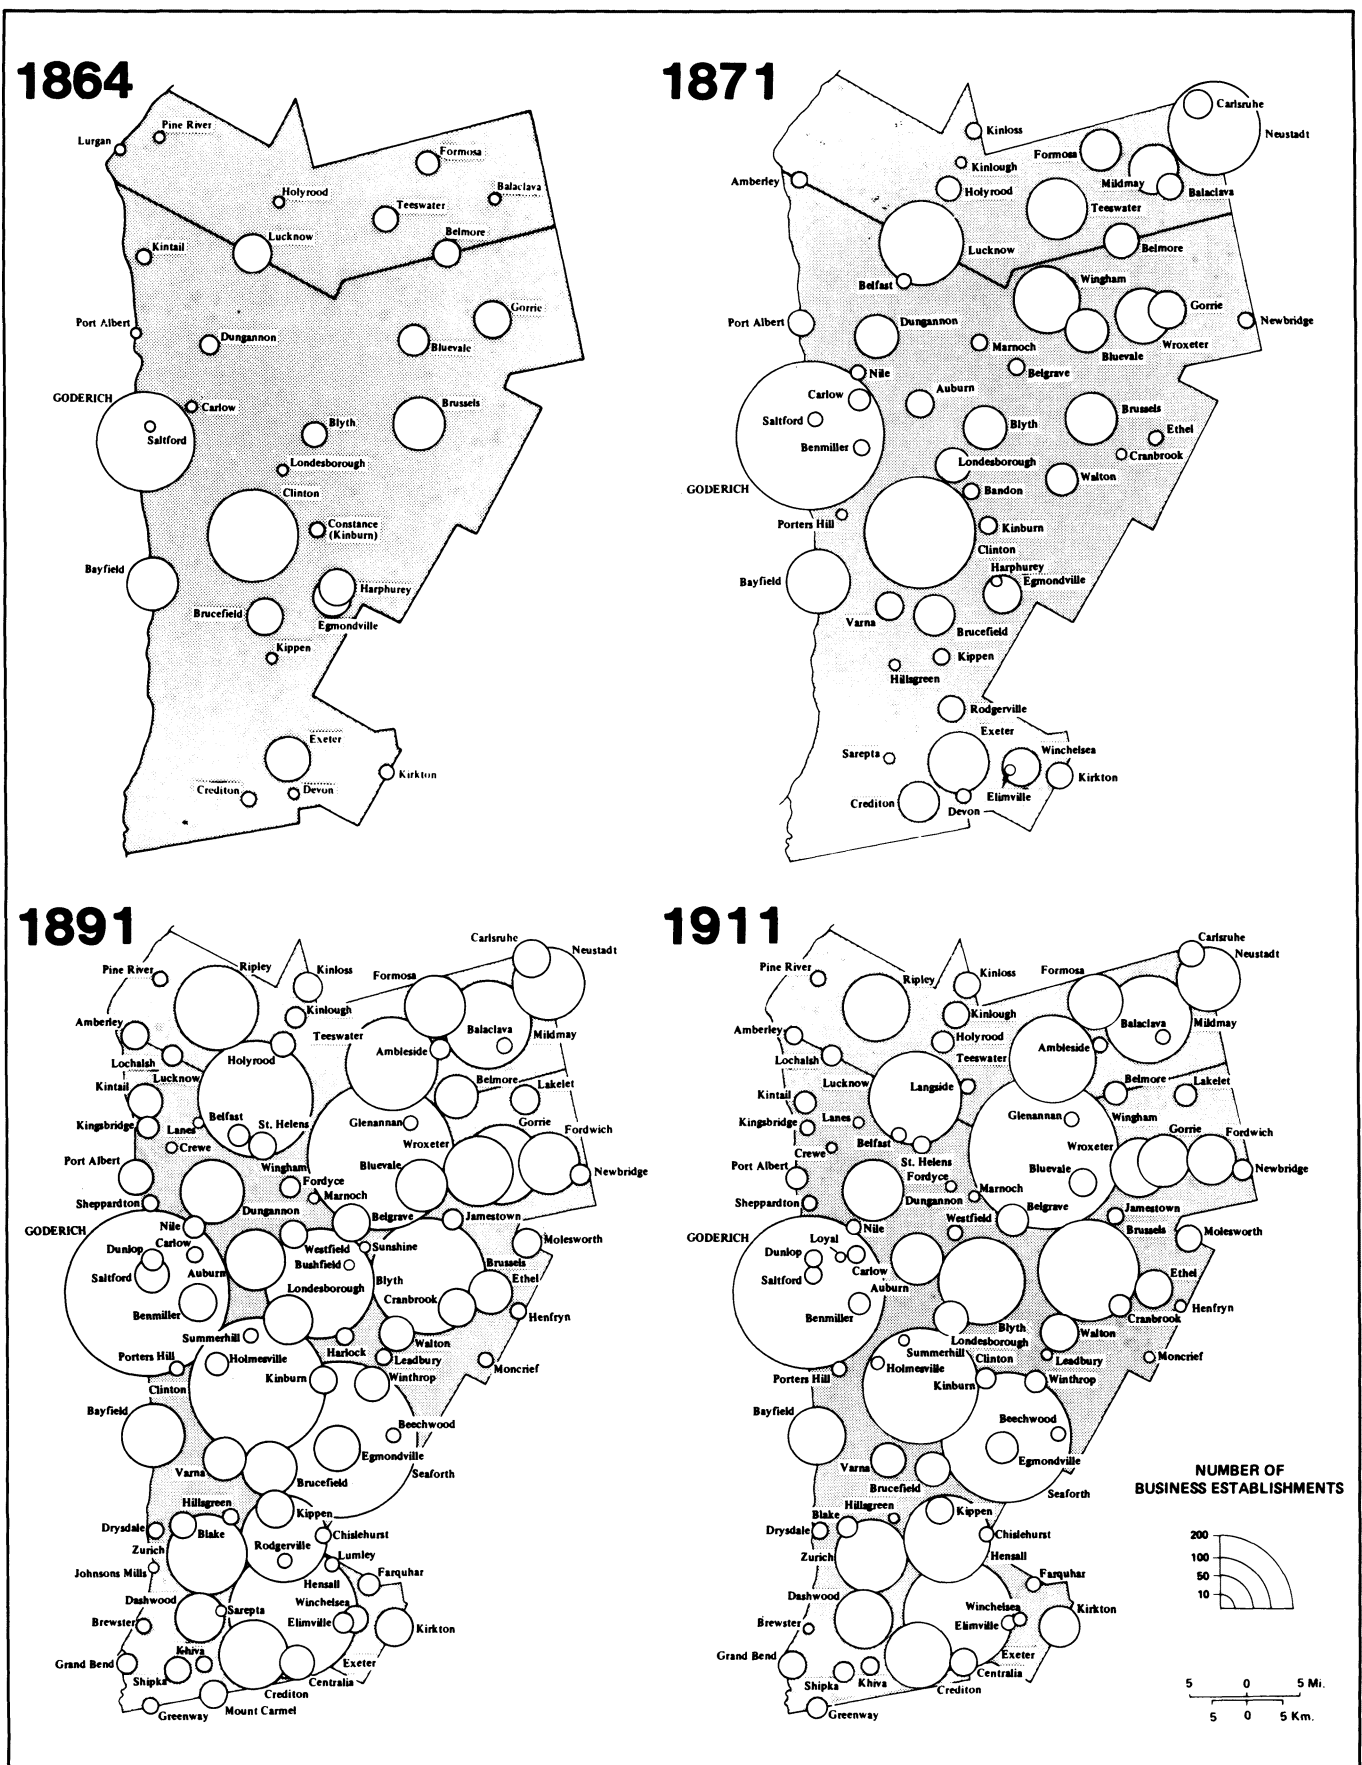 1864
Lurgan
Pine River
Formosa
Holyrood
Balaclava
Teeswater
Lucknow
Belmore
Kintail
Port Albert
Dungannon
Gorrie
Bluevale
GODERICH
Carlow
Saltford
Blyth
Brussels
Londesborough
Clinton
Constance
(Kinburn)
Bayfield
Harphurey
Brucefield
Egmondville
Kippen
Exeter
Crediton
Devon
Kirkton
1871
Carlsruhe
Neustadt
Kinloss
Kinlough
Formosa
Amberley
Holyrood
Mildmay
Balaclava
Teeswater
Lucknow
Belmore
Belfast
Wingham
Port Albert
Dungannon
Gorrie
Newbridge
Marnoch
Bluevale
Wroxeter
Nile
Belgrave
Carlow
Auburn
Saltford
Blyth
Brussels
Ethel
Benmiller
Cranbrook
Londesborough
Walton
GODERICH
Bandon
Porters Hill
Kinburn
Clinton
Harphurey
Bayfield
Egmondville
Varna
Brucefield
Kippen
Hillsgreen
Rodgerville
Exeter
Sarepta
Winchelsea
Kirkton
Crediton
Elimville
Devon
1891
Carlsruhe
Neustadt
Pine River
Ripley
Kinloss
Formosa
Kinlough
Amberley
Teeswater
Balaclava
Mildmay
Ambleside
Lochalsh
Holyrood
Lucknow
Kintail
Belmore
Lakelet
Kingsbridge
Lanes
Belfast
St. Helens
Glenannan
Gorrie
Fordwich
Crewe
Wroxeter
Port Albert
Wingham
Bluevale
Newbridge
Fordyce
Sheppardton
Marnoch
Dungannon
GODERICH
Nile
Belgrave
Jamestown
Carlow
Westfield
Sunshine
Molesworth
Dunlop
Bushfield
Brussels
Saltford
Auburn
Blyth
Ethel
Londesborough
Cranbrook
Benmiller
Henfryn
Summerhill
Harlock
Walton
Porters Hill
Holmesville
Leadbury
Moncrief
Clinton
Kinburn
Winthrop
Bayfield
Beechwood
Egmondville
Varna
Brucefield
Seaforth
Hillsgreen
Kippen
Drysdale
Blake
Chislehurst
Zurich
Rodgerville
Lumley
Johnsons Mills
Hensall
Farquhar
Dashwood
Sarepta
Winchelsea
Brewster
Elimville
Kirkton
Khiva
Grand Bend
Exeter
Shipka
Centralia
Crediton
Greenway
Mount Carmel
1911
Carlsruhe
Neustadt
Pine River
Ripley
Kinloss
Formosa
Kinlough
Amberley
Holyrood
Balaclava
Mildmay
Lochalsh
Teeswater
Ambleside
Lucknow
Langside
Belmore
Lakelet
Kintail
Kingsbridge
Lanes
Glenannan
Wingham
Belfast
Gorrie
Fordwich
Crewe
St. Helens
Wroxeter
Port Albert
Fordyce
Bluevale
Newbridge
Sheppardton
Dungannon
Marnoch
Belgrave
Jamestown
GODERICH
Nile
Westfield
Brussels
Molesworth
Loyal
Dunlop
Carlow
Saltford
Auburn
Ethel
Benmiller
Henfryn
Blyth
Cranbrook
Londesborough
Walton
Summerhill
Holmesville
Clinton
Leadbury
Moncrief
Porters Hill
Kinburn
Winthrop
Bayfield
Beechwood
Egmondville
Varna
Brucefield
Seaforth
Hillsgreen
Kippen
Blake
Drysdale
Chislehurst
Zurich
Hensall
Farquhar
Dashwood
Winchelsea
Brewster
Elimville
Kirkton
Grand Bend
Exeter
Shipka
Khiva
Centralia
Crediton
Greenway
NUMBER OF
BUSINESS ESTABLISHMENTS
200
100
50
10
5 0 5 Mi.
5 0 5 Km.